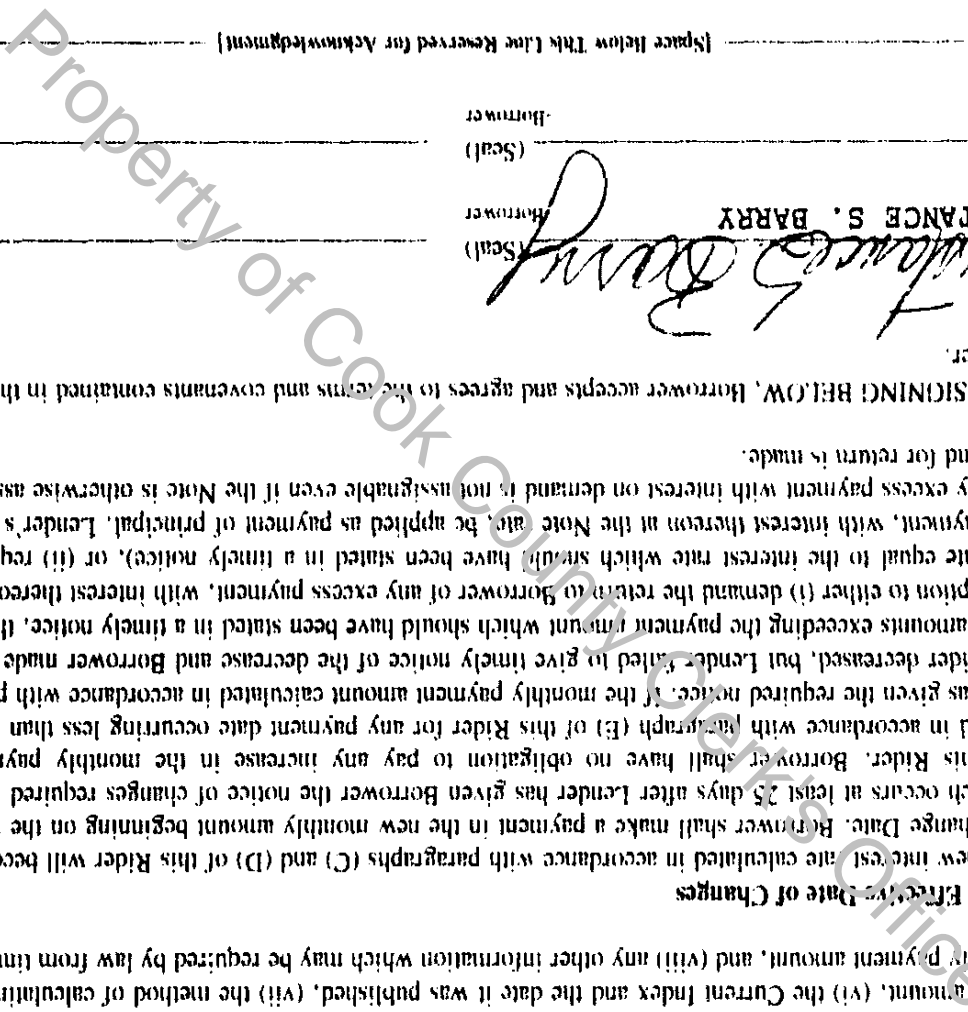 amount, (vi) the Current Index and the date it was published, (vii) the method of calculatin
ly payment amount, and (viii) any other information which may be required by law from tim
Effective Date of Changes
ew interest rate calculated in accordance with paragraphs (C) and (D) of this Rider will beco
hange Date. Borrower shall make a payment in the new monthly amount beginning on the
ch occurs at least 25 days after Lender has given Borrower the notice of changes required
his Rider. Borrower shall have no obligation to pay any increase in the monthly paym
d in accordance with paragraph (E) of this Rider for any payment date occurring less than
as given the required notice. If the monthly payment amount calculated in accordance with p
ider decreased, but Lender failed to give timely notice of the decrease and Borrower made
amounts exceeding the payment amount which should have been stated in a timely notice, th
ption to either (i) demand the return to Borrower of any excess payment, with interest thereo
ate equal to the interest rate which should have been stated in a timely notice), or (ii) requ
yment, with interest thereon at the Note rate, be applied as payment of principal. Lender's
y excess payment with interest on demand is not assignable even if the Note is otherwise ass
nd for return is made.
SIGNING BELOW, Borrower accepts and agrees to the terms and covenants contained in th
er.
(Seal)
TANCE S. BARRY
-Borrower
(Seal)
-Borrower
[Space Below This Line Reserved for Acknowledgment]
Property of Cook County Clerk's Office